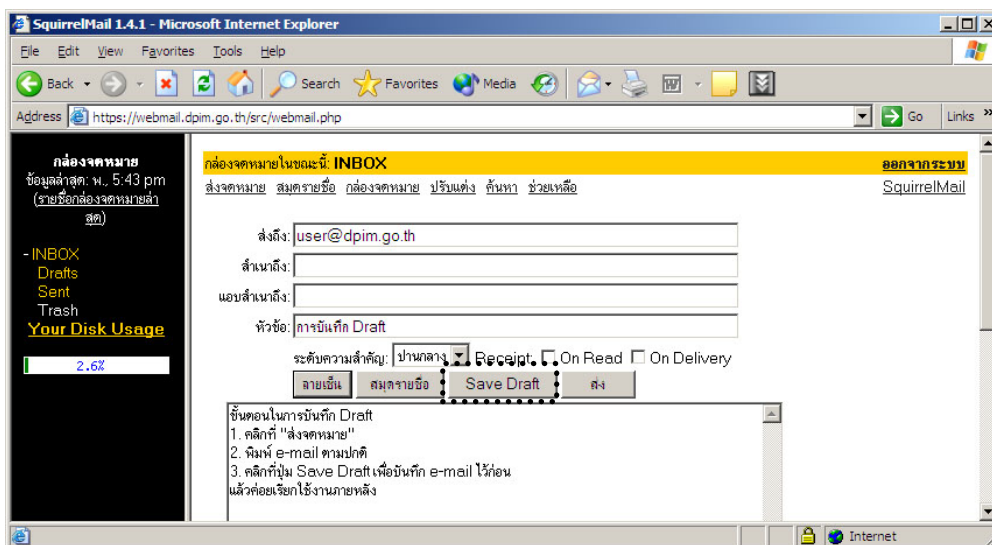 SquirrelMail 1.4.1 - Microsoft Internet Explorer
File Edit View Favorites Tools Help
Back Search Favorites Media
Address https://webmail.dpim.go.th/src/webmail.php Go Links »
กล่องจดหมาย
ข้อมูลล่าสุด: พ., 5:43 pm
(รายชื่อกล่องจดหมายล่า
สุด)
- INBOX
Drafts
Sent
Trash
Your Disk Usage
2.6%
กล่องจดหมายในขณะนี้: INBOX ออกจากระบบ
ส่งจดหมาย สมุดรายชื่อ กล่องจดหมาย ปรับแต่ง ค้นหา ช่วยเหลือ SquirrelMail
ส่งถึง: user@dpim.go.th
สำเนาถึง:
แอบสำเนาถึง:
หัวข้อ: การบันทึก Draft
ระดับความสำคัญ: ปานกลาง Receipt: On Read On Delivery
ลายเซ็น สมุดรายชื่อ Save Draft ส่ง
ขั้นตอนในการบันทึก Draft
1. คลิกที่ "ส่งจดหมาย"
2. พิมพ์ e-mail ตามปกติ
3. คลิกที่ปุ่ม Save Draft เพื่อบันทึก e-mail ไว้ก่อน
แล้วค่อยเรียกใช้งานภายหลัง
Internet